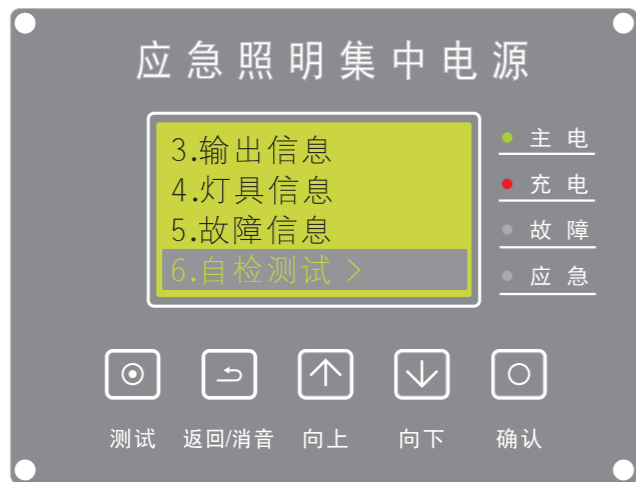 应急照明集中电源
3.输出信息
4.灯具信息
5.故障信息
6.自检测试 >
主电
充电
故障
应急
测试 返回/消音 向上 向下 确认